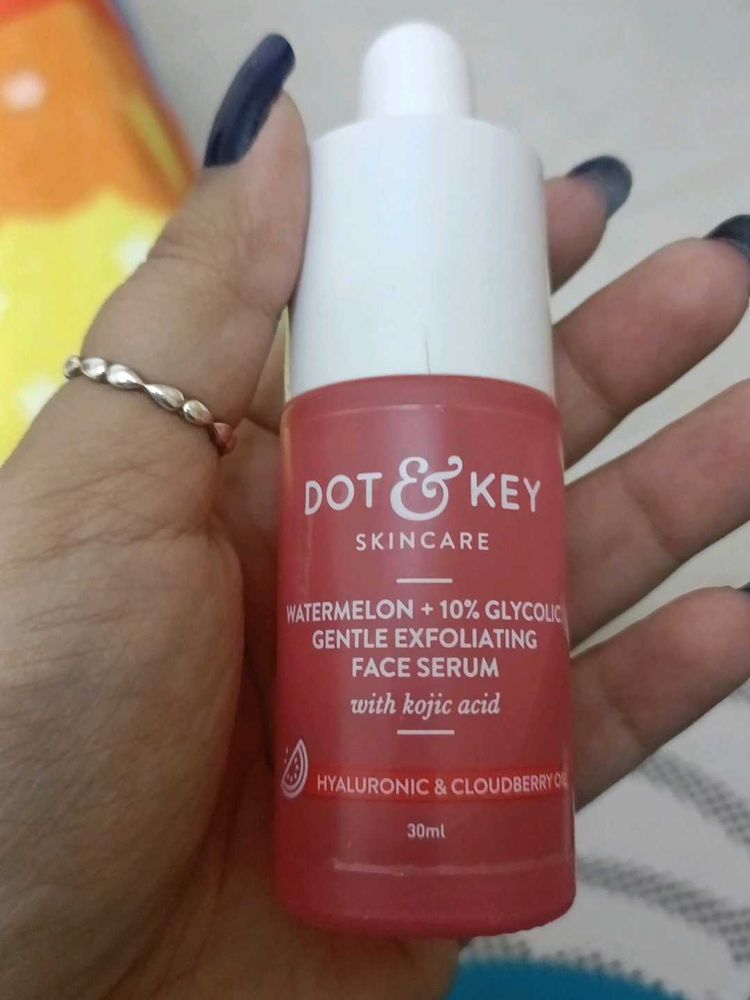 DOT & KEY
SKINCARE
WATERMELON + 10% GLYCOLIC
GENTLE EXFOLIATING
FACE SERUM
with kojic acid
HYALURONIC & CLOUDBERRY OIL
30ml